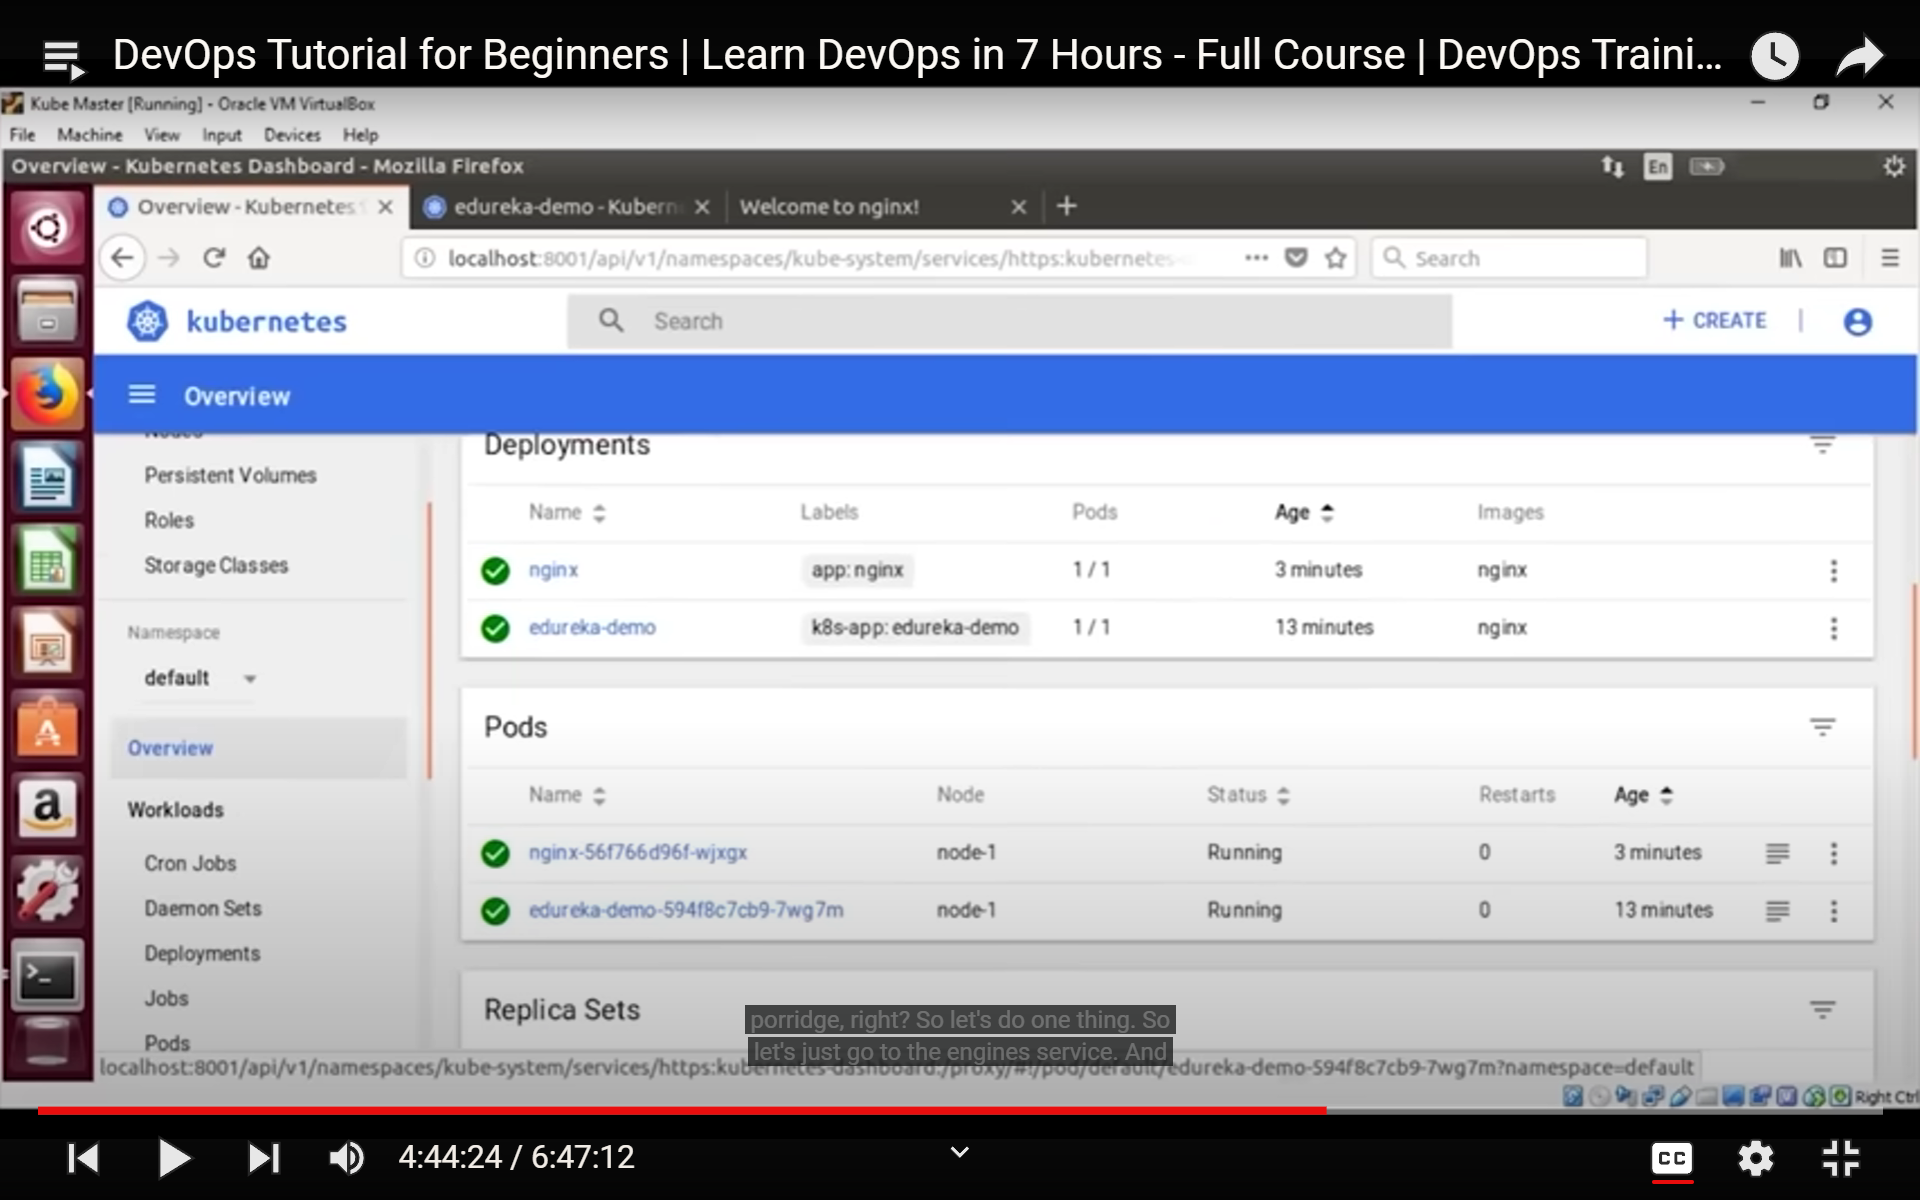 DevOps Tutorial for Beginners | Learn DevOps in 7 Hours - Full Course | DevOps Traini...
Kube Master [Running] - Oracle VM VirtualBox
File Machine View Input Devices Help
Overview - Kubernetes Dashboard - Mozilla Firefox
En
Overview - Kubernetes
edureka-demo - Kubern
Welcome to nginx!
localhost:8001/api/v1/namespaces/kube-system/services/https:kubernetes-
Search
kubernetes
Search
+ CREATE
Overview
Nodes
Persistent Volumes
Roles
Storage Classes
Namespace
default
Overview
Workloads
Cron Jobs
Daemon Sets
Deployments
Jobs
Pods
Deployments
Name Labels Pods Age Images
nginx app: nginx 1 / 1 3 minutes nginx
edureka-demo k8s-app: edureka-demo 1 / 1 13 minutes nginx
Pods
Name Node Status Restarts Age
nginx-56f766d96f-wjxgx node-1 Running 0 3 minutes
edureka-demo-594f8c7cb9-7wg7m node-1 Running 0 13 minutes
Replica Sets
porridge, right? So let's do one thing. So
let's just go to the engines service. And
localhost:8001/api/v1/namespaces/kube-system/services/https:kubernetes-dashboard:/proxy/#!/pod/default/edureka-demo-594f8c7cb9-7wg7m?namespace=default
Right Ctrl
4:44:24 / 6:47:12
CC